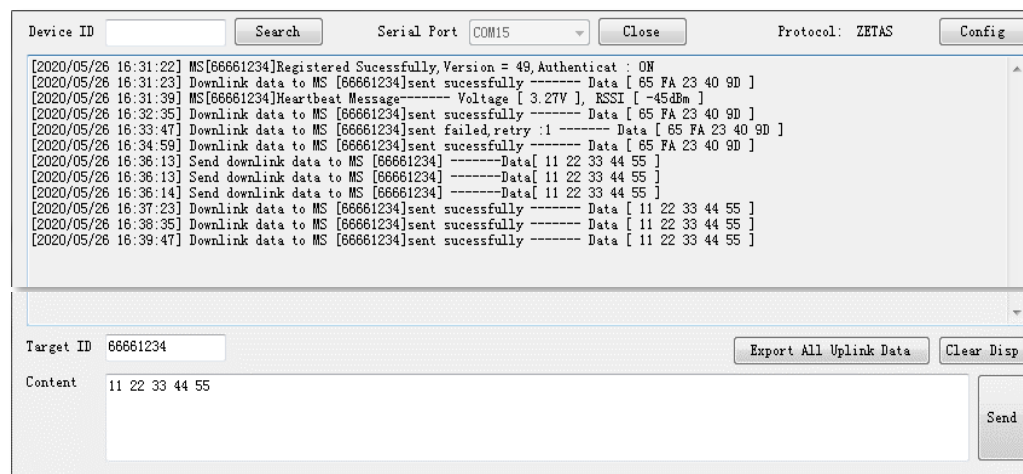 Device ID Search Serial Port COM15 Close Protocol: ZETAS Config
[2020/05/26 16:31:22] MS[66661234]Registered Sucessfully, Version = 49, Authenticat : ON
[2020/05/26 16:31:23] Downlink data to MS [66661234]sent sucessfully ------- Data [ 65 FA 23 40 9D ]
[2020/05/26 16:31:39] MS[66661234]Heartbeat Message------- Voltage [ 3.27V ], RSSI [ -45dBm ]
[2020/05/26 16:32:35] Downlink data to MS [66661234]sent sucessfully ------- Data [ 65 FA 23 40 9D ]
[2020/05/26 16:33:47] Downlink data to MS [66661234]sent failed, retry :1 ------- Data [ 65 FA 23 40 9D ]
[2020/05/26 16:34:59] Downlink data to MS [66661234]sent sucessfully ------- Data [ 65 FA 23 40 9D ]
[2020/05/26 16:36:13] Send downlink data to MS [66661234] -------Data[ 11 22 33 44 55 ]
[2020/05/26 16:36:13] Send downlink data to MS [66661234] -------Data[ 11 22 33 44 55 ]
[2020/05/26 16:36:14] Send downlink data to MS [66661234] -------Data[ 11 22 33 44 55 ]
[2020/05/26 16:37:23] Downlink data to MS [66661234]sent sucessfully ------- Data [ 11 22 33 44 55 ]
[2020/05/26 16:38:35] Downlink data to MS [66661234]sent sucessfully ------- Data [ 11 22 33 44 55 ]
[2020/05/26 16:39:47] Downlink data to MS [66661234]sent sucessfully ------- Data [ 11 22 33 44 55 ]
Target ID 66661234 Export All Uplink Data Clear Disp
Content 11 22 33 44 55
Send